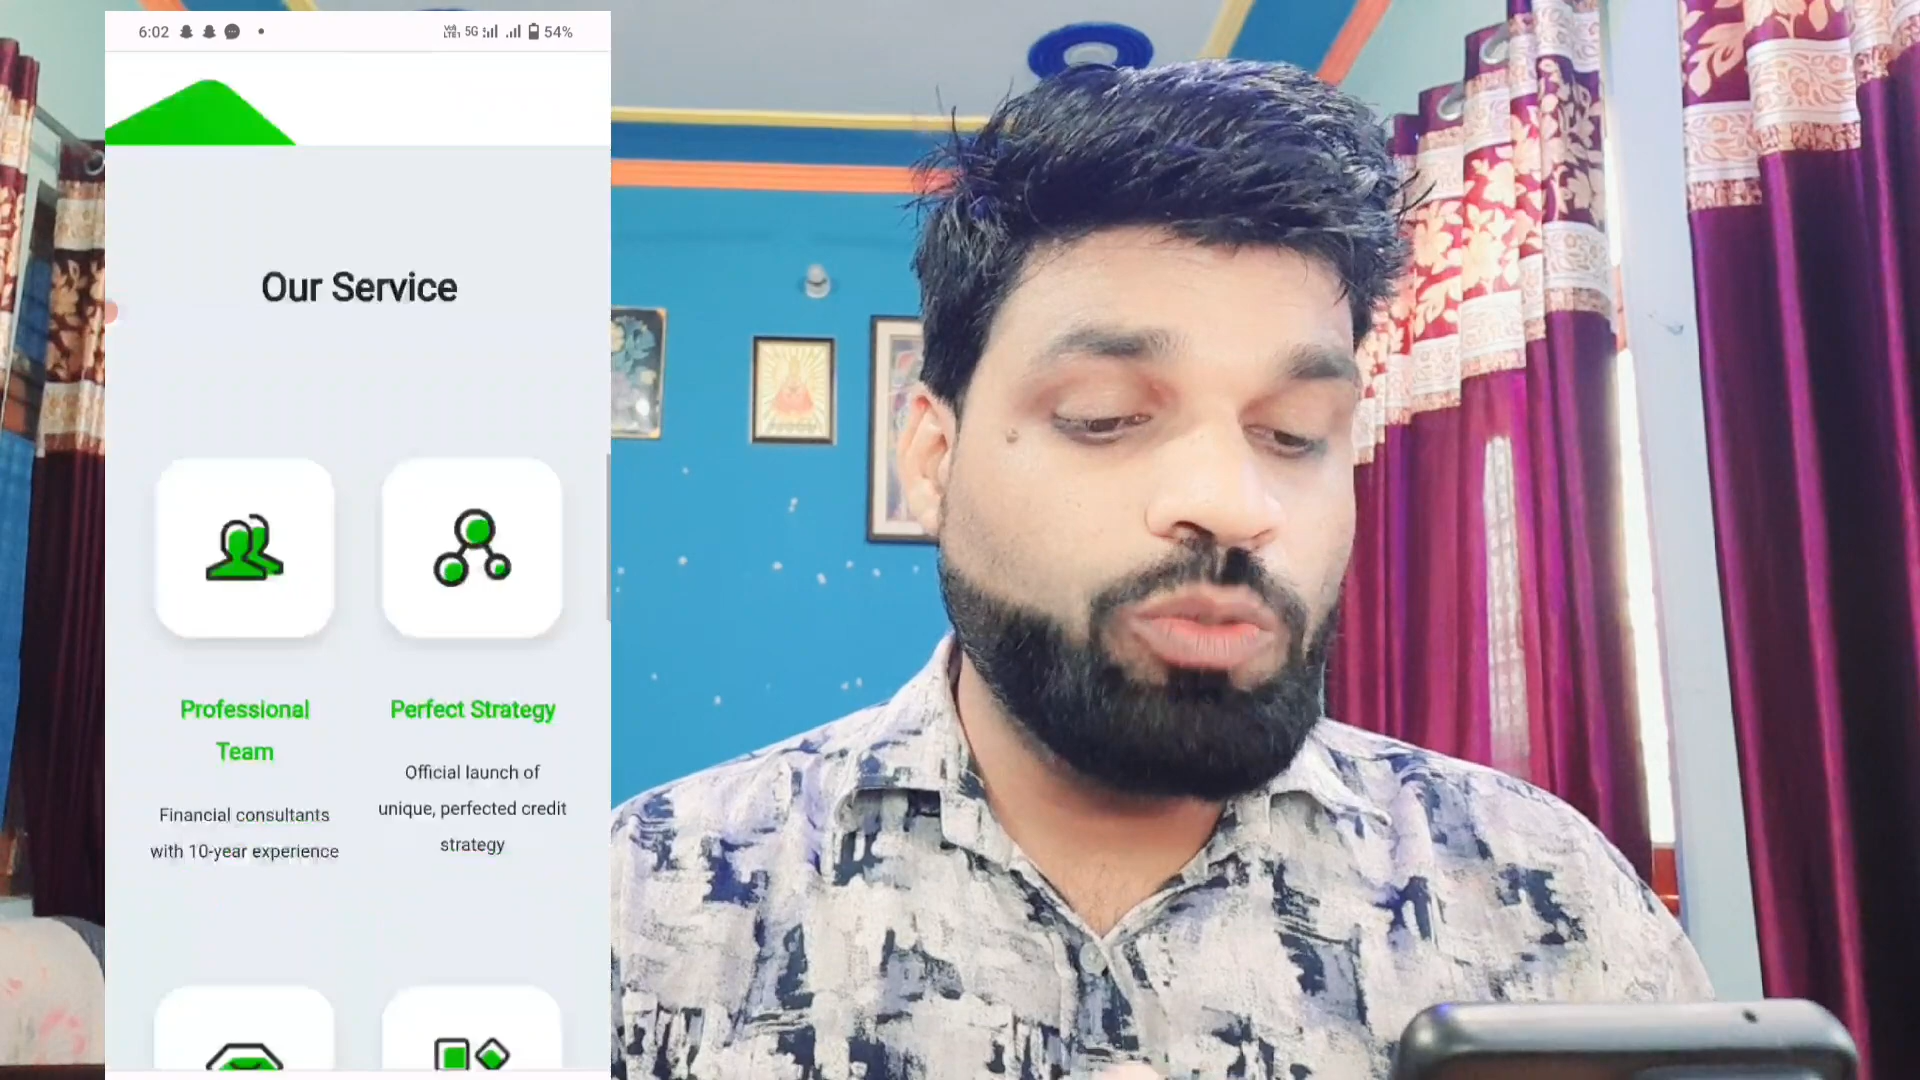 6:02
5G 54%
Our Service
Professional
Team
Financial consultants
with 10-year experience
Perfect Strategy
Official launch of
unique, perfected credit
strategy